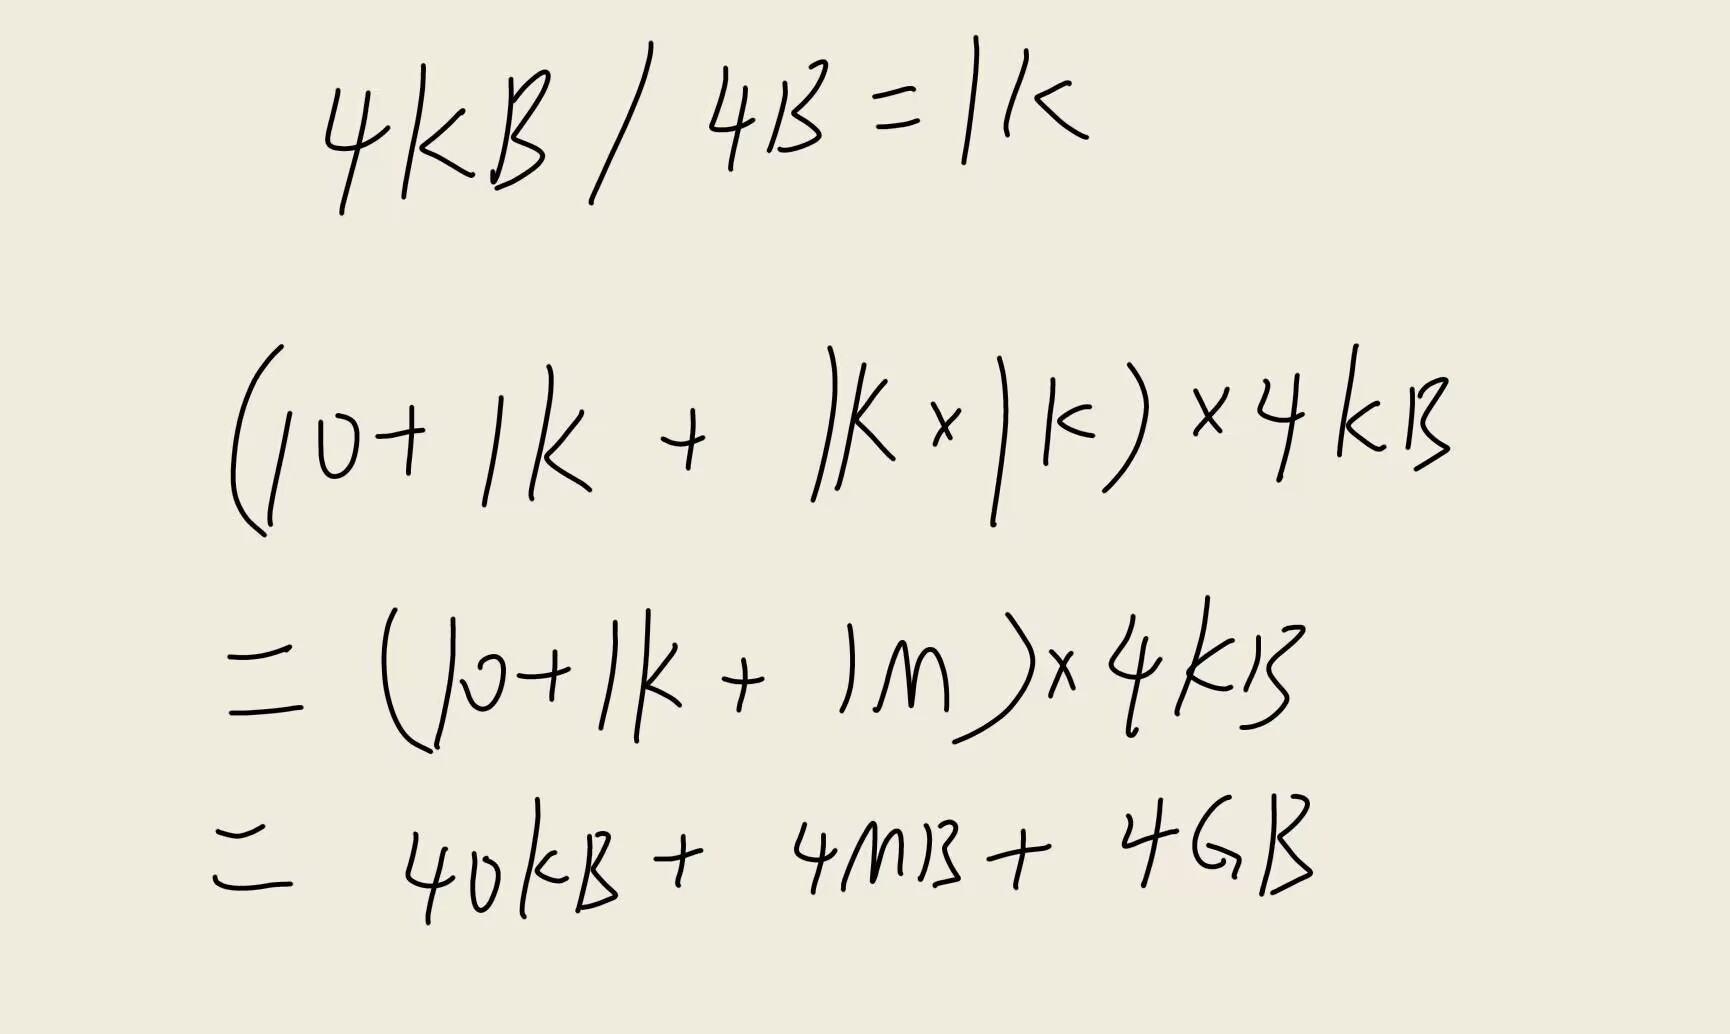 4KB / 4B = 1K
(10 + 1K + 1K × 1K) × 4KB
= (10 + 1K + 1M) × 4KB
= 40KB + 4MB + 4GB